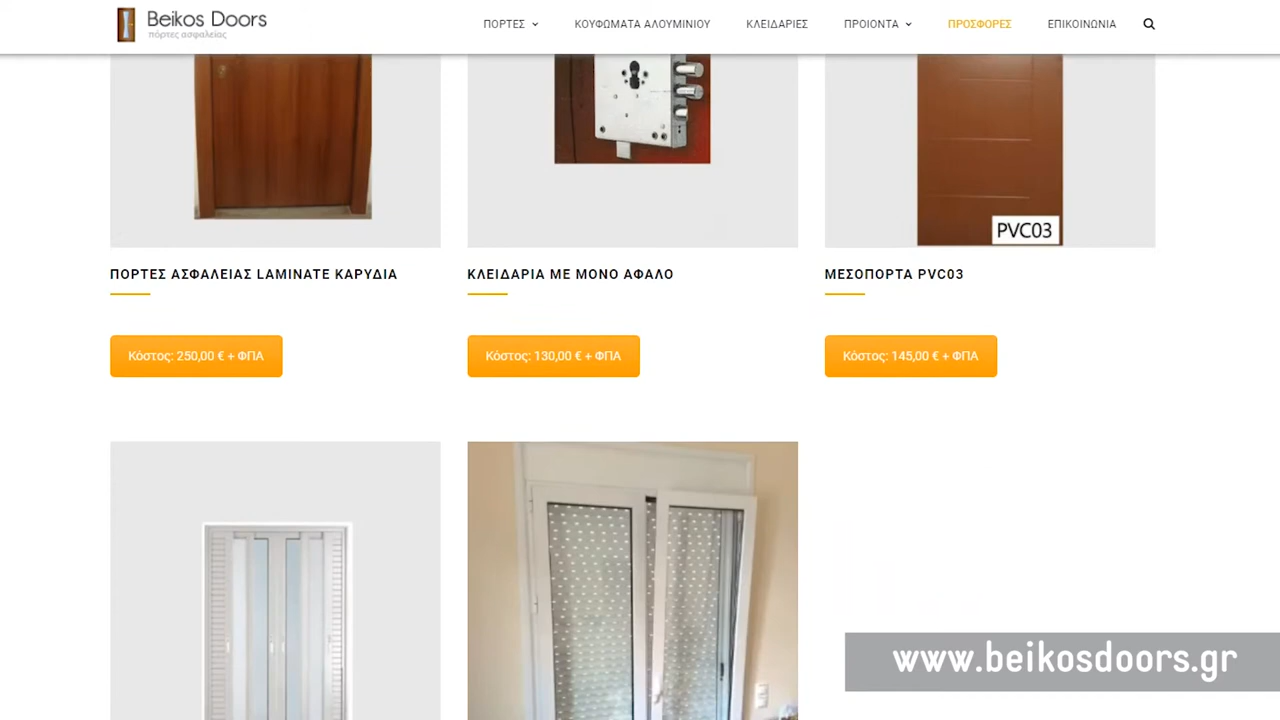 Beikos Doors
πόρτες ασφαλείας
ΠΟΡΤΕΣ ΚΟΥΦΩΜΑΤΑ ΑΛΟΥΜΙΝΙΟΥ ΚΛΕΙΔΑΡΙΕΣ ΠΡΟΙΟΝΤΑ ΠΡΟΣΦΟΡΕΣ ΕΠΙΚΟΙΝΩΝΙΑ
PVC03
ΠΟΡΤΕΣ ΑΣΦΑΛΕΙΑΣ LAMINATE ΚΑΡΥΔΙΑ
ΚΛΕΙΔΑΡΙΑ ΜΕ ΜΟΝΟ ΑΦΑΛΟ
ΜΕΣΟΠΟΡΤΑ PVC03
Κόστος: 250,00 € + ΦΠΑ
Κόστος: 130,00 € + ΦΠΑ
Κόστος: 145,00 € + ΦΠΑ
www.beikosdoors.gr